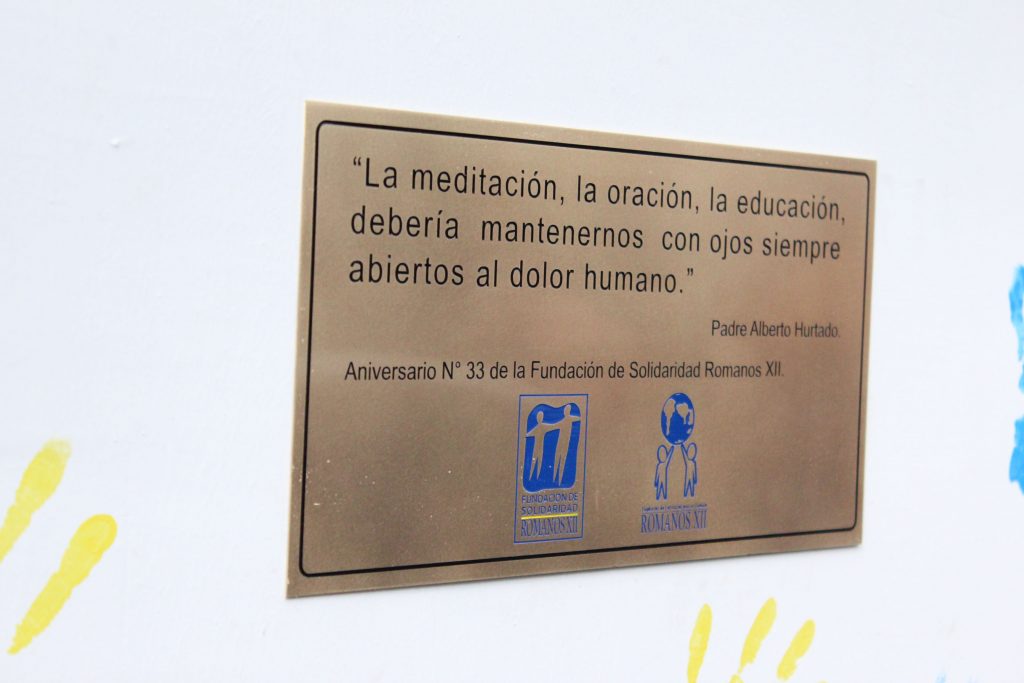 “La meditación, la oración, la educación,
debería mantenernos con ojos siempre
abiertos al dolor humano.”
Padre Alberto Hurtado.
Aniversario N° 33 de la Fundación de Solidaridad Romanos XII.
FUNDACIÓN DE
SOLIDARIDAD
ROMANOS XII
ROMANOS XII